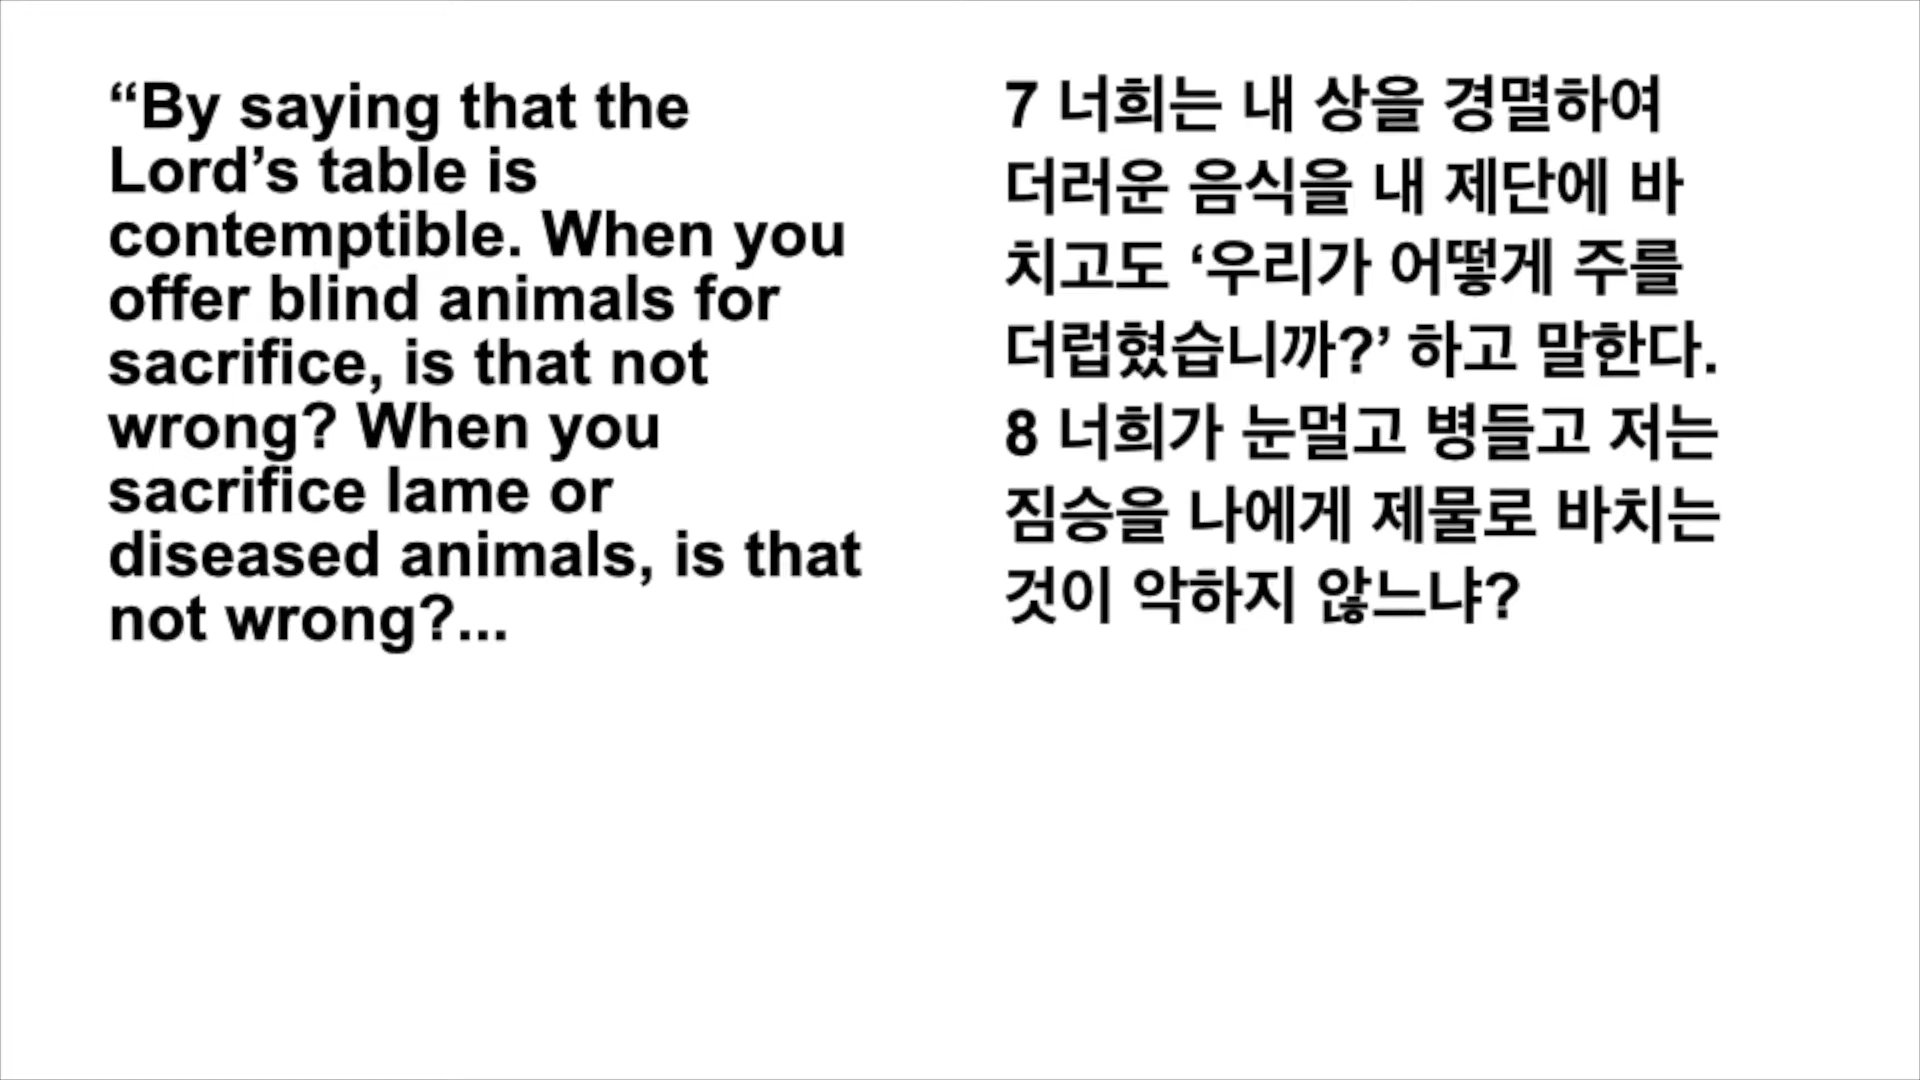 “By saying that the
Lord’s table is
contemptible. When you
offer blind animals for
sacrifice, is that not
wrong? When you
sacrifice lame or
diseased animals, is that
not wrong?...
7 너희는 내 상을 경멸하여
더러운 음식을 내 제단에 바
치고도 ‘우리가 어떻게 주를
더럽혔습니까?’ 하고 말한다.
8 너희가 눈멀고 병들고 저는
짐승을 나에게 제물로 바치는
것이 악하지 않느냐?